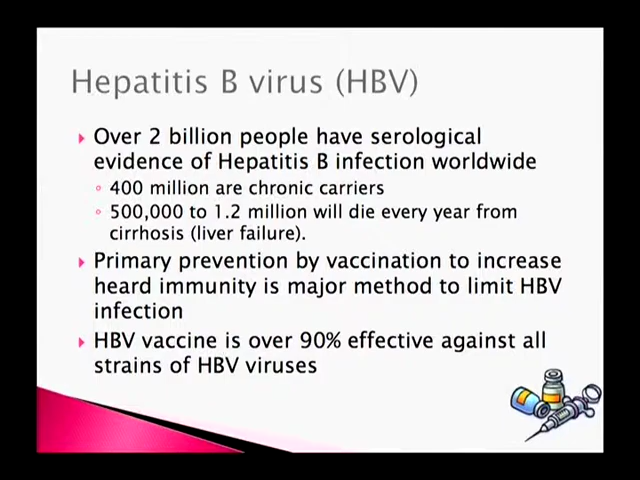 Hepatitis B virus (HBV)
Over 2 billion people have serological
evidence of Hepatitis B infection worldwide
400 million are chronic carriers
500,000 to 1.2 million will die every year from
cirrhosis (liver failure).
Primary prevention by vaccination to increase
heard immunity is major method to limit HBV
infection
HBV vaccine is over 90% effective against all
strains of HBV viruses